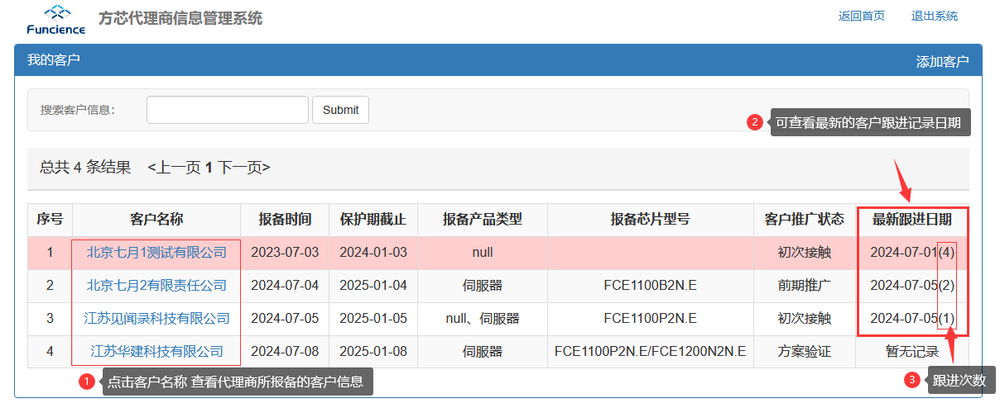 Funcience
方芯代理商信息管理系统
返回首页 退出系统
我的客户 添加客户
搜索客户信息： Submit
2 可查看最新的客户跟进记录日期
总共 4 条结果 <上一页 1 下一页>
序号 客户名称 报备时间 保护期截止 报备产品类型 报备芯片型号 客户推广状态 最新跟进日期
1 北京七月1测试有限公司 2023-07-03 2024-01-03 null 初次接触 2024-07-01(4)
2 北京七月2有限责任公司 2024-07-04 2025-01-04 伺服器 FCE1100B2N.E 前期推广 2024-07-05(2)
3 江苏见闻录科技有限公司 2024-07-05 2025-01-05 null、伺服器 FCE1100P2N.E 初次接触 2024-07-05(1)
4 江苏华建科技有限公司 2024-07-08 2025-01-08 伺服器 FCE1100P2N.E/FCE1200N2N.E 方案验证 暂无记录
1 点击客户名称 查看代理商所报备的客户信息
3 跟进次数